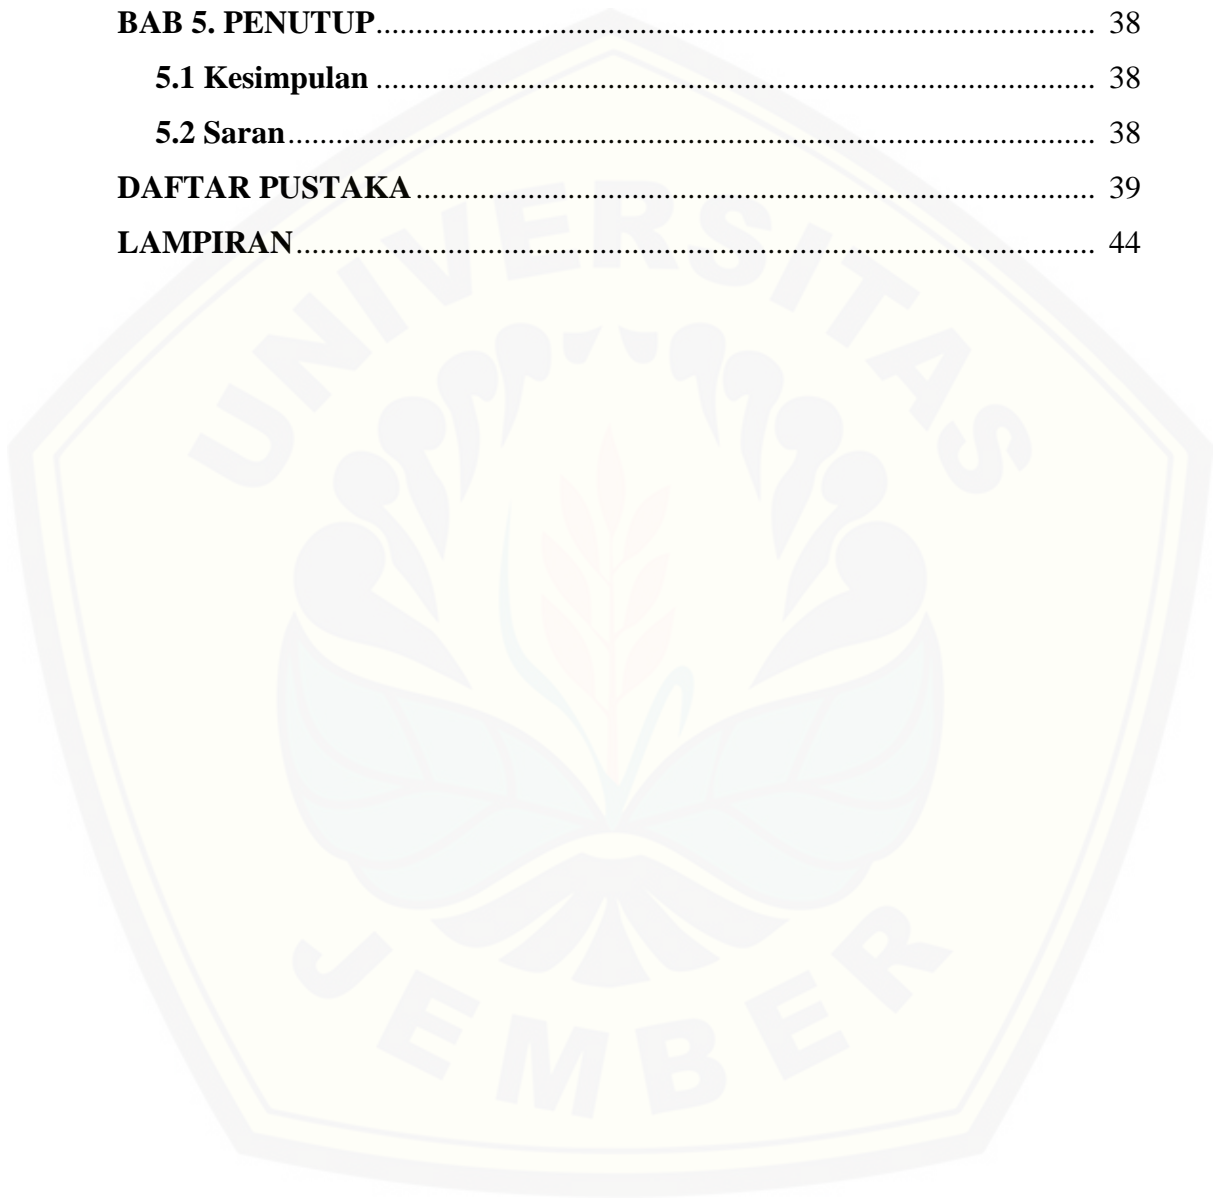 BAB 5. PENUTUP.......................................................................................... 38
5.1 Kesimpulan .......................................................................................... 38
5.2 Saran..................................................................................................... 38
DAFTAR PUSTAKA ..................................................................................... 39
LAMPIRAN.................................................................................................... 44
UNIVERSITAS
JEMBER